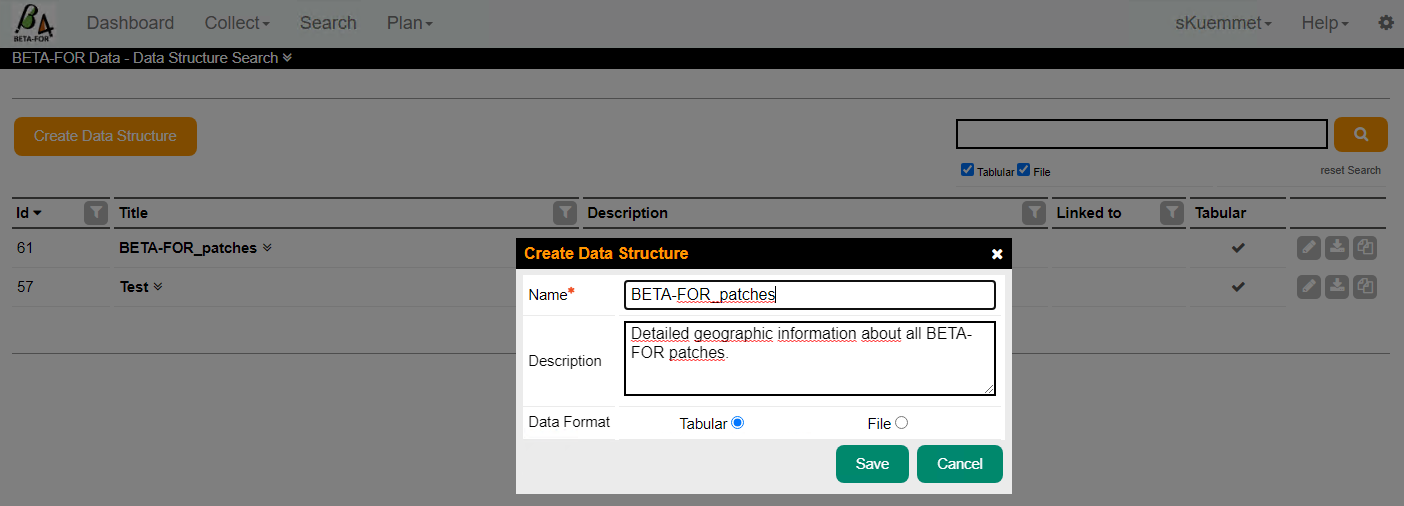 BETA-FOR
Dashboard Collect Search Plan sKuemmet Help
BETA-FOR Data - Data Structure Search
Create Data Structure
Tablular File reset Search
Id Title Description Linked to Tabular
61 BETA-FOR_patches
57 Test
Create Data Structure
Name* BETA-FOR_patches
Description Detailed geographic information about all BETA-
FOR patches.
Data Format Tabular File
Save Cancel